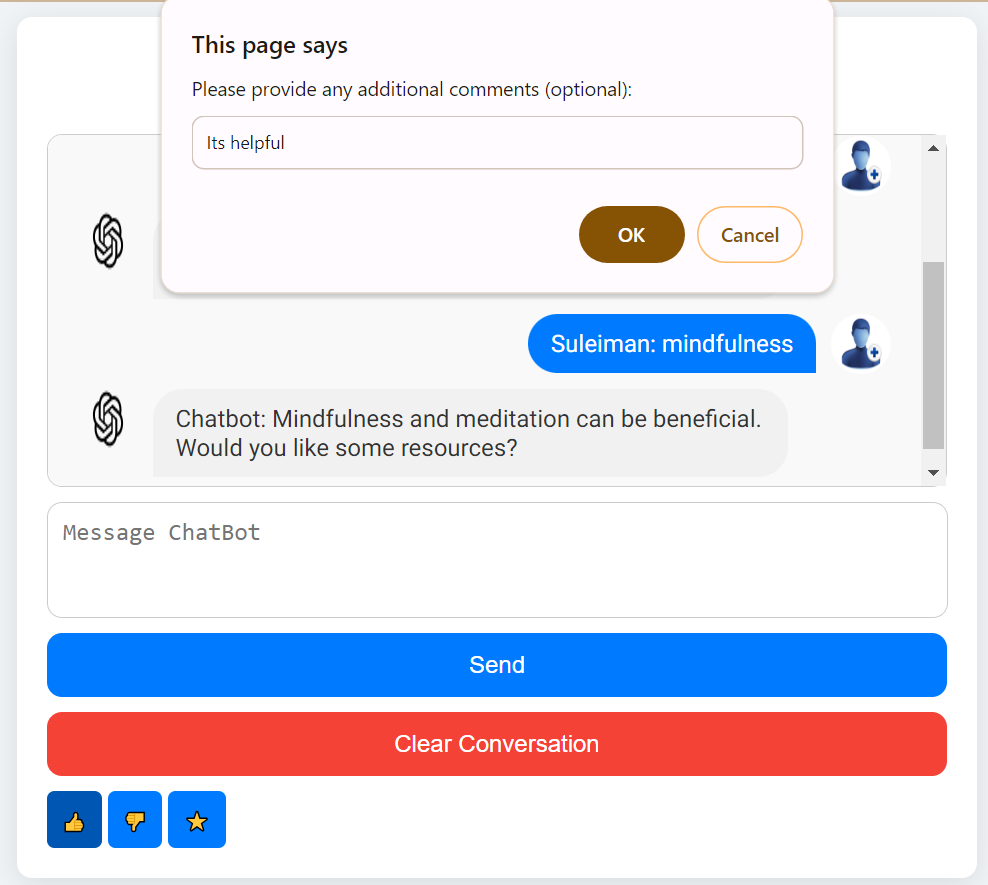 This page says
Please provide any additional comments (optional):
Its helpful
OK
Cancel
Suleiman: mindfulness
Chatbot: Mindfulness and meditation can be beneficial.
Would you like some resources?
Message ChatBot
Send
Clear Conversation